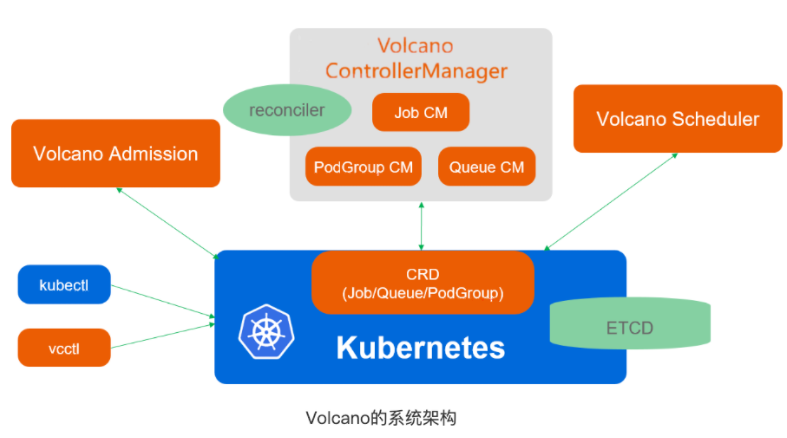 Volcano
ControllerManager
reconciler
Job CM
PodGroup CM
Queue CM
Volcano Scheduler
Volcano Admission
kubectl
vcctl
CRD
(Job/Queue/PodGroup)
Kubernetes
ETCD
Volcano的系统架构